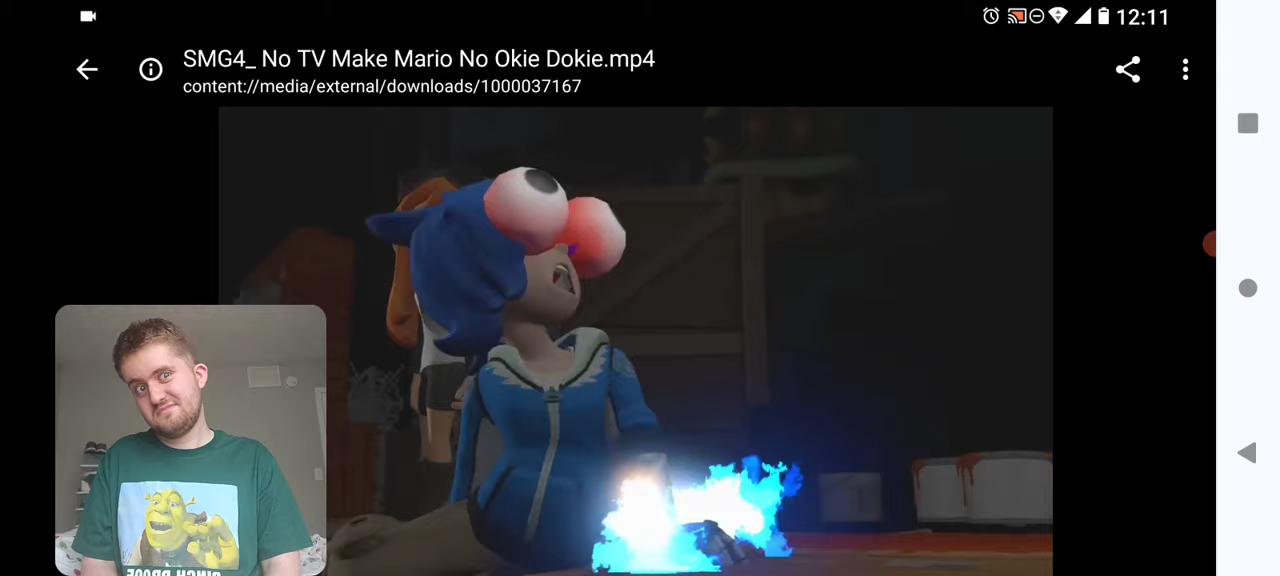 12:11
SMG4_ No TV Make Mario No Okie Dokie.mp4
content://media/external/downloads/1000037167